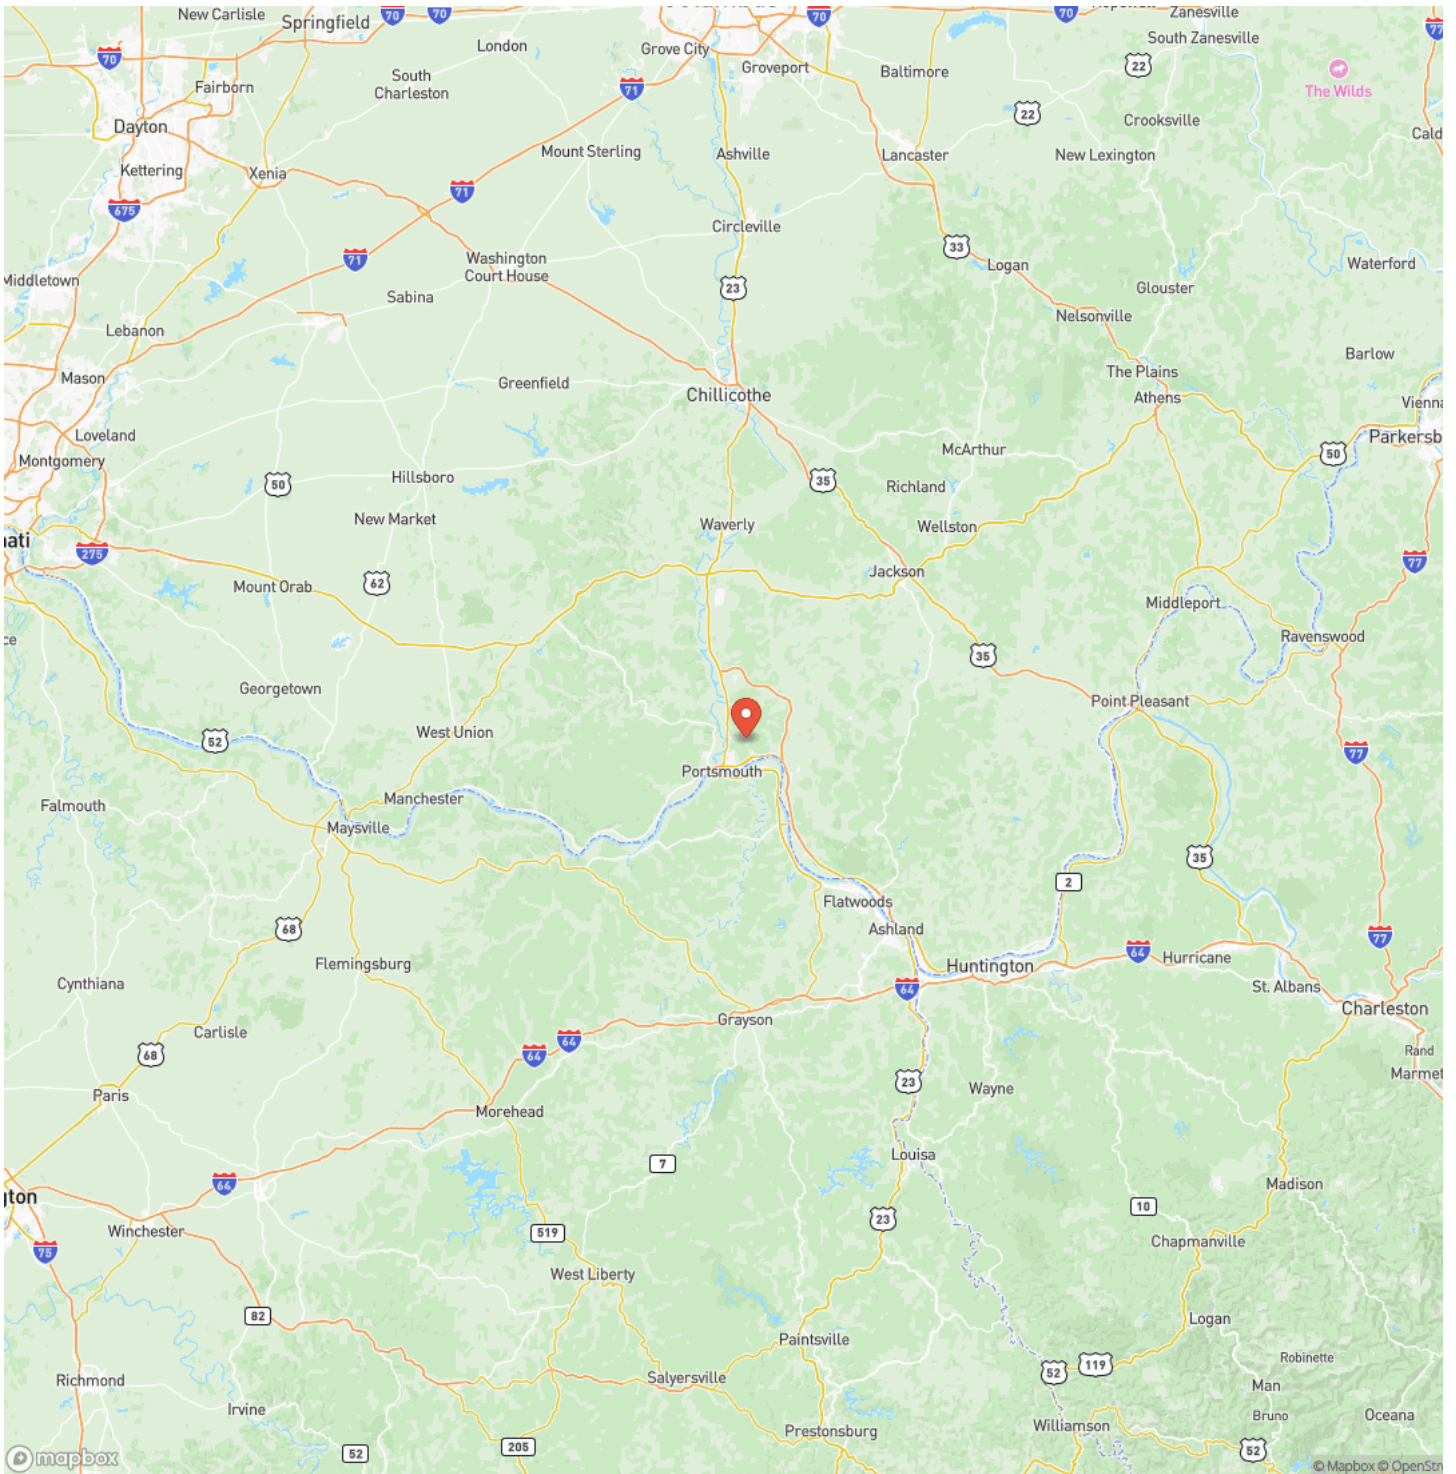 New Carlisle
Springfield
70
70
70
70
Zanesville
77
London
Grove City
South Zanesville
70
Groveport
Baltimore
22
The Wilds
Fairborn
South
Charleston
71
22
Crooksville
Dayton
Mount Sterling
Ashville
Lancaster
New Lexington
Kettering
Xenia
71
675
Circleville
71
Washington
Court House
33
Logan
Waterford
Middletown
Sabina
23
Glouster
Lebanon
Nelsonville
Barlow
Mason
Greenfield
Chillicothe
The Plains
Athens
Loveland
Montgomery
McArthur
50
50
Hillsboro
35
Richland
New Market
Waverly
Wellston
275
Mount Orab
62
Jackson
77
Middleport
Ravenswood
35
Georgetown
Point Pleasant
52
West Union
77
Portsmouth
Falmouth
Manchester
Maysville
35
2
Flatwoods
68
Ashland
77
Flemingsburg
Huntington
64
Hurricane
Cynthiana
64
St. Albans
Charleston
Carlisle
Grayson
68
64
64
Rand
23
Wayne
Paris
Morehead
Louisa
7
64
Madison
Winchester
519
23
10
75
Chapmanville
West Liberty
82
Logan
Paintsville
Robinette
52
119
Richmond
Salyersville
Man
Irvine
Bruno
Oceana
Prestonsburg
Williamson
52
205
52
mapbox
© Mapbox